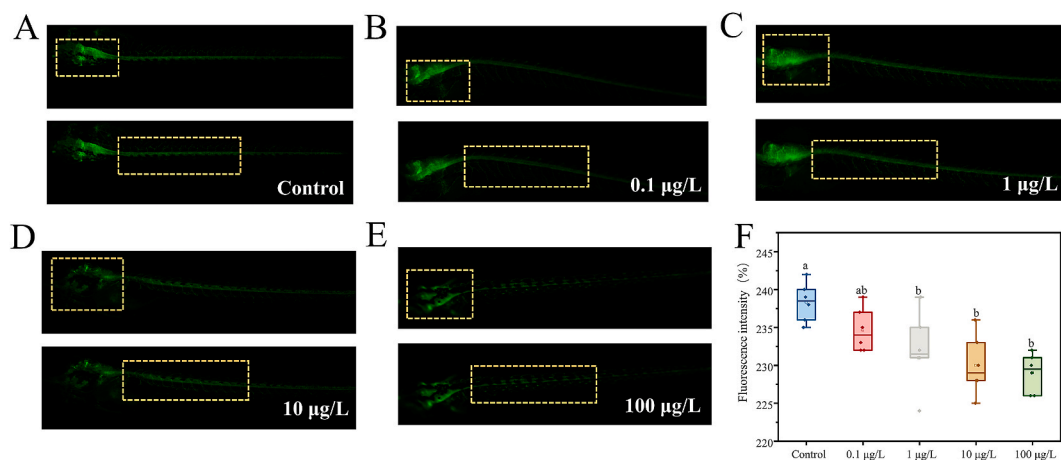 A
B
C
Control
0.1 μg/L
1 μg/L
D
E
F
10 μg/L
100 μg/L
Fluorescence intensity (%)
245
240
235
230
225
220
a
ab
b
b
b
Control
0.1 μg/L
1 μg/L
10 μg/L
100 μg/L